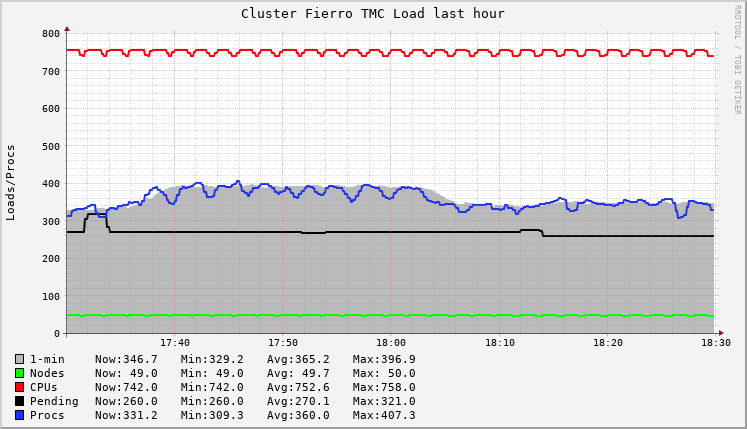 Cluster Fierro TMC Load last hour
RRDTOOL / TOBI OETIKER
Loads/Procs
800
700
600
500
400
300
200
100
0
17:40 17:50 18:00 18:10 18:20 18:30
1-min Now:346.7 Min:329.2 Avg:365.2 Max:396.9
Nodes Now: 49.0 Min: 49.0 Avg: 49.7 Max: 50.0
CPUs Now:742.0 Min:742.0 Avg:752.6 Max:758.0
Pending Now:260.0 Min:260.0 Avg:270.1 Max:321.0
Procs Now:331.2 Min:309.3 Avg:360.0 Max:407.3